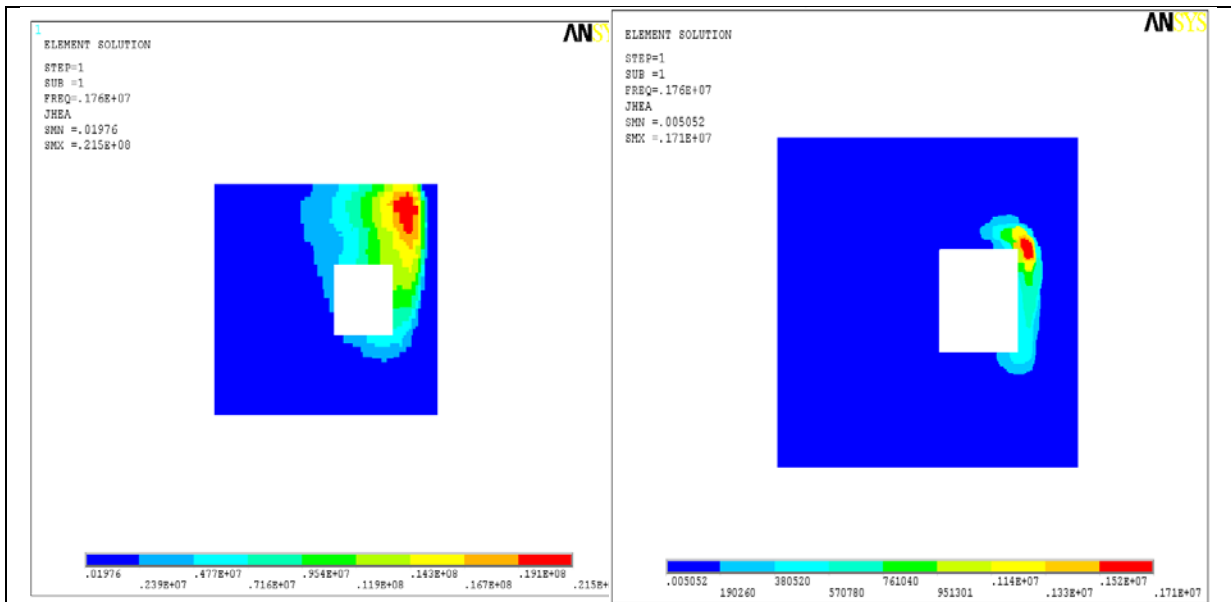 1
ANSYS
ELEMENT SOLUTION
STEP=1
SUB =1
FREQ=.176E+07
JHEA
SMN =.01976
SMX =.215E+08
.01976 .477E+07 .954E+07 .143E+08 .191E+08
.239E+07 .716E+07 .119E+08 .167E+08 .215E+
ANSYS
ELEMENT SOLUTION
STEP=1
SUB =1
FREQ=.176E+07
JHEA
SMN =.005052
SMX =.171E+07
.005052 380520 761040 .114E+07 .152E+07
190260 570780 951301 .133E+07 .171E+07